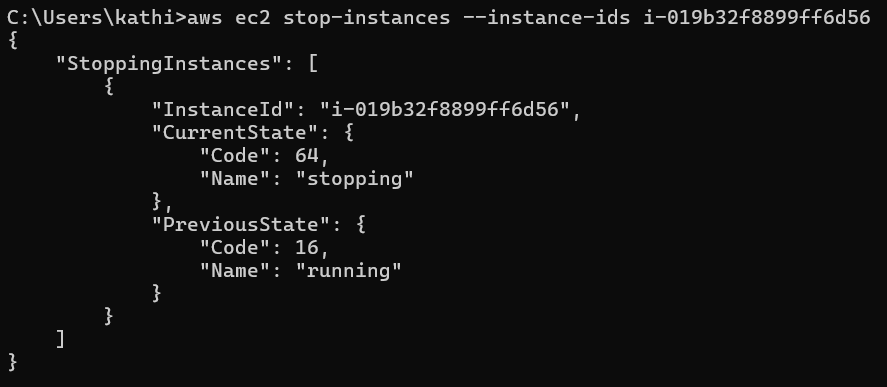 C:\Users\kathi>aws ec2 stop-instances --instance-ids i-019b32f8899ff6d56
{
    "StoppingInstances": [
        {
            "InstanceId": "i-019b32f8899ff6d56",
            "CurrentState": {
                "Code": 64,
                "Name": "stopping"
            },
            "PreviousState": {
                "Code": 16,
                "Name": "running"
            }
        }
    ]
}